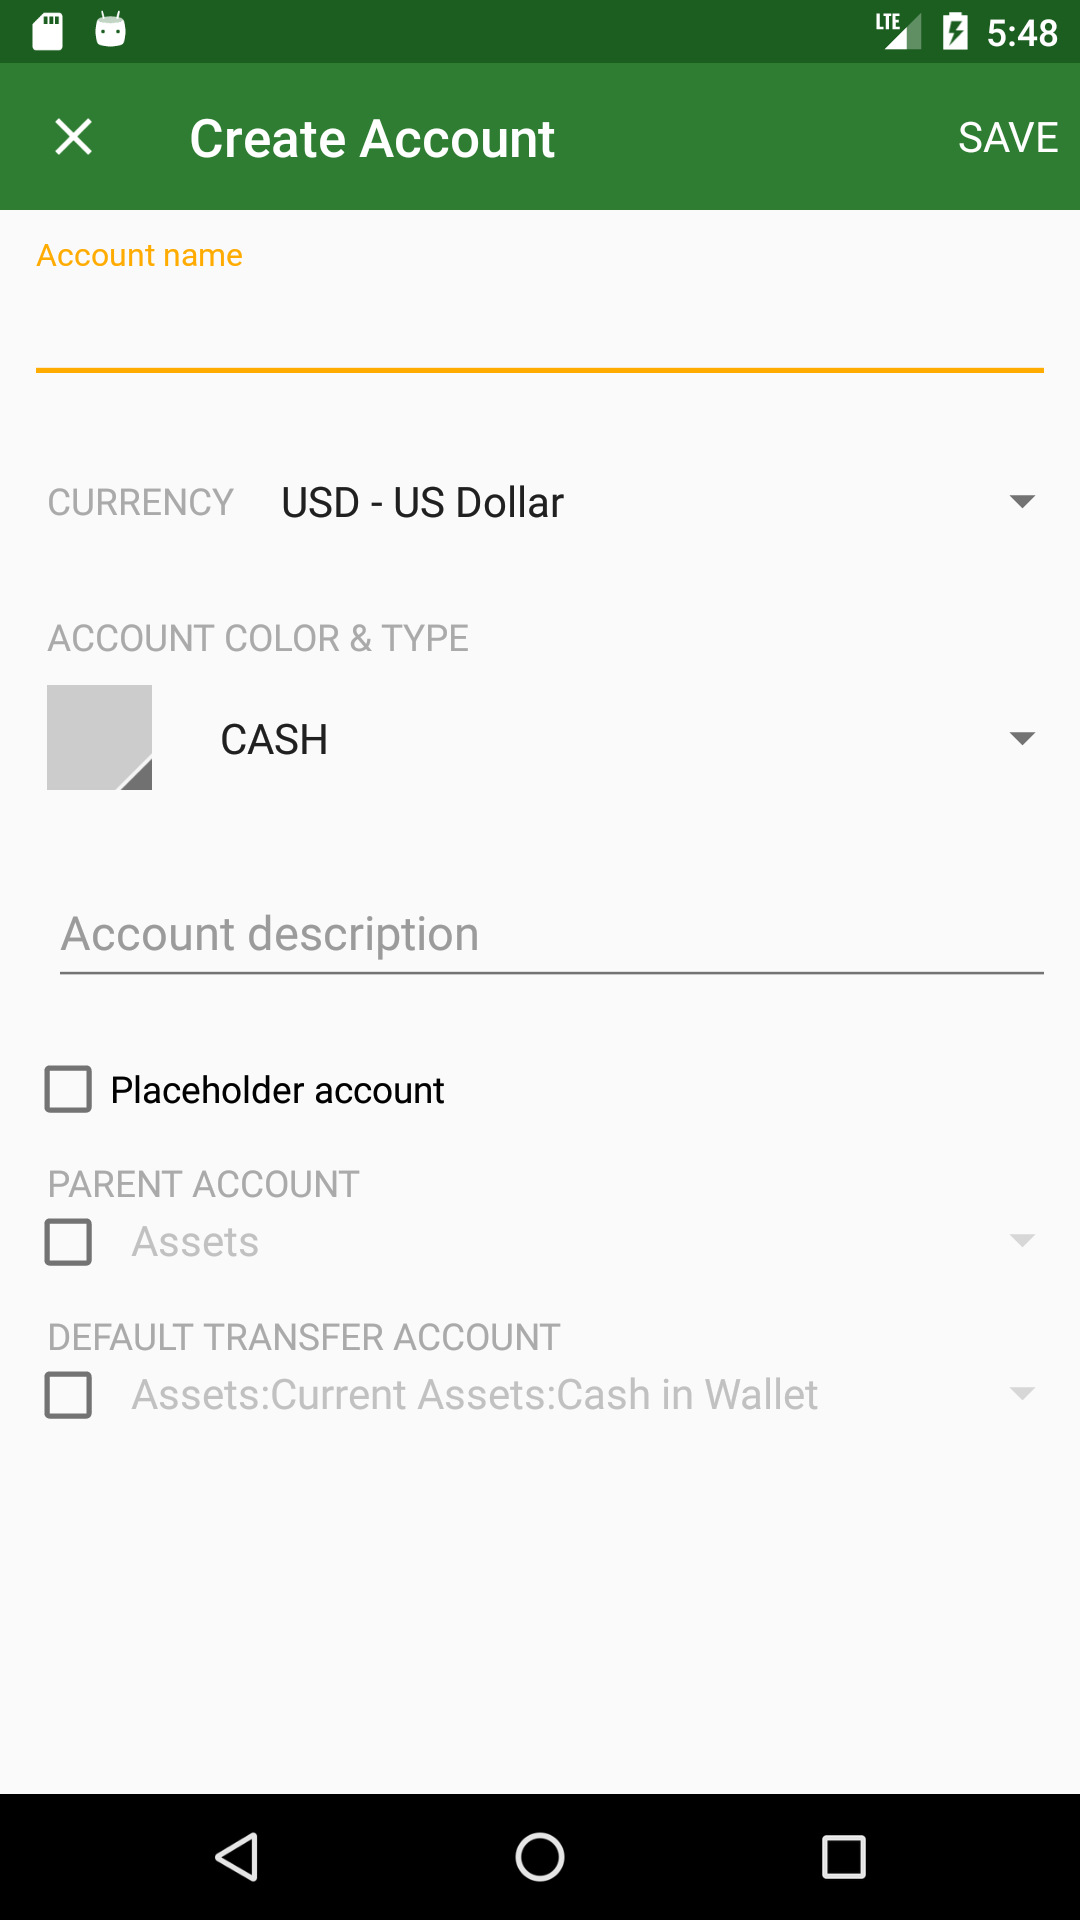 LTE 5:48
Create Account SAVE
Account name
CURRENCY USD - US Dollar
ACCOUNT COLOR & TYPE
CASH
Account description
Placeholder account
PARENT ACCOUNT
Assets
DEFAULT TRANSFER ACCOUNT
Assets:Current Assets:Cash in Wallet